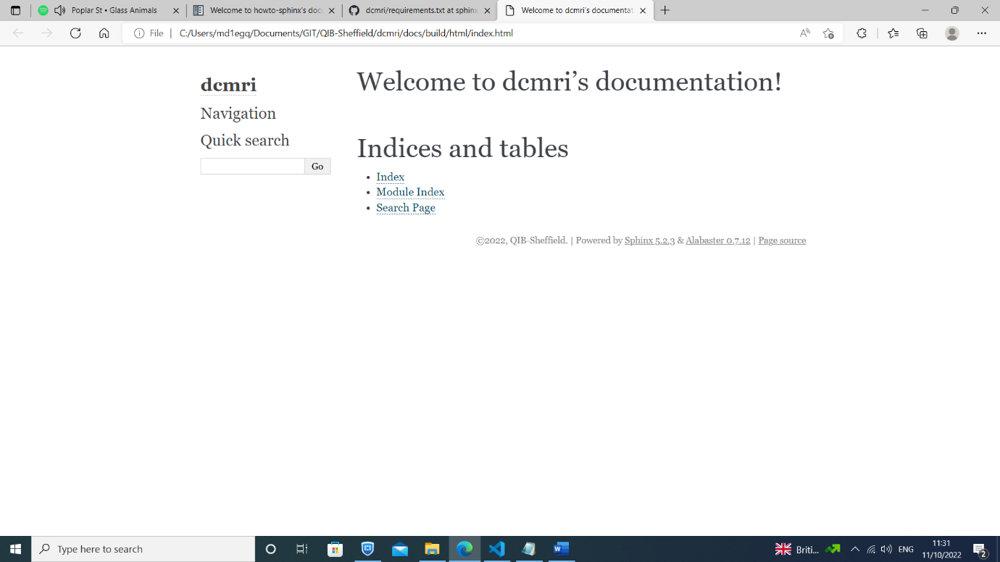 Poplar St • Glass Animals
Welcome to howto-sphinx's docu
dcmri/requirements.txt at sphinx
Welcome to dcmri's documentat
File
C:/Users/md1egq/Documents/GIT/QIB-Sheffield/dcmri/docs/build/html/index.html
dcmri
Navigation
Quick search
Go
Welcome to dcmri’s documentation!
Indices and tables
• Index
• Module Index
• Search Page
©2022, QIB-Sheffield. | Powered by Sphinx 5.2.3 & Alabaster 0.7.12 | Page source
Type here to search
Briti...
ENG
11:31
11/10/2022
2